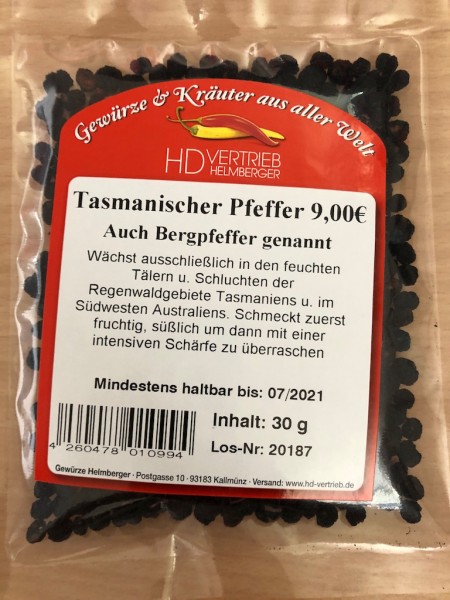 Gewürze & Kräuter aus aller Welt
HD VERTRIEB
HELMBERGER
Tasmanischer Pfeffer 9,00€
Auch Bergpfeffer genannt
Wächst ausschließlich in den feuchten
Tälern u. Schluchten der
Regenwaldgebiete Tasmaniens u. im
Südwesten Australiens. Schmeckt zuerst
fruchtig, süßlich um dann mit einer
intensiven Schärfe zu überraschen
Mindestens haltbar bis: 07/2021
Inhalt: 30 g
Los-Nr: 20187
4 260478 010994
Gewürze Helmberger · Postgasse 10 · 93183 Kallmünz · Versand: www.hd-vertrieb.de